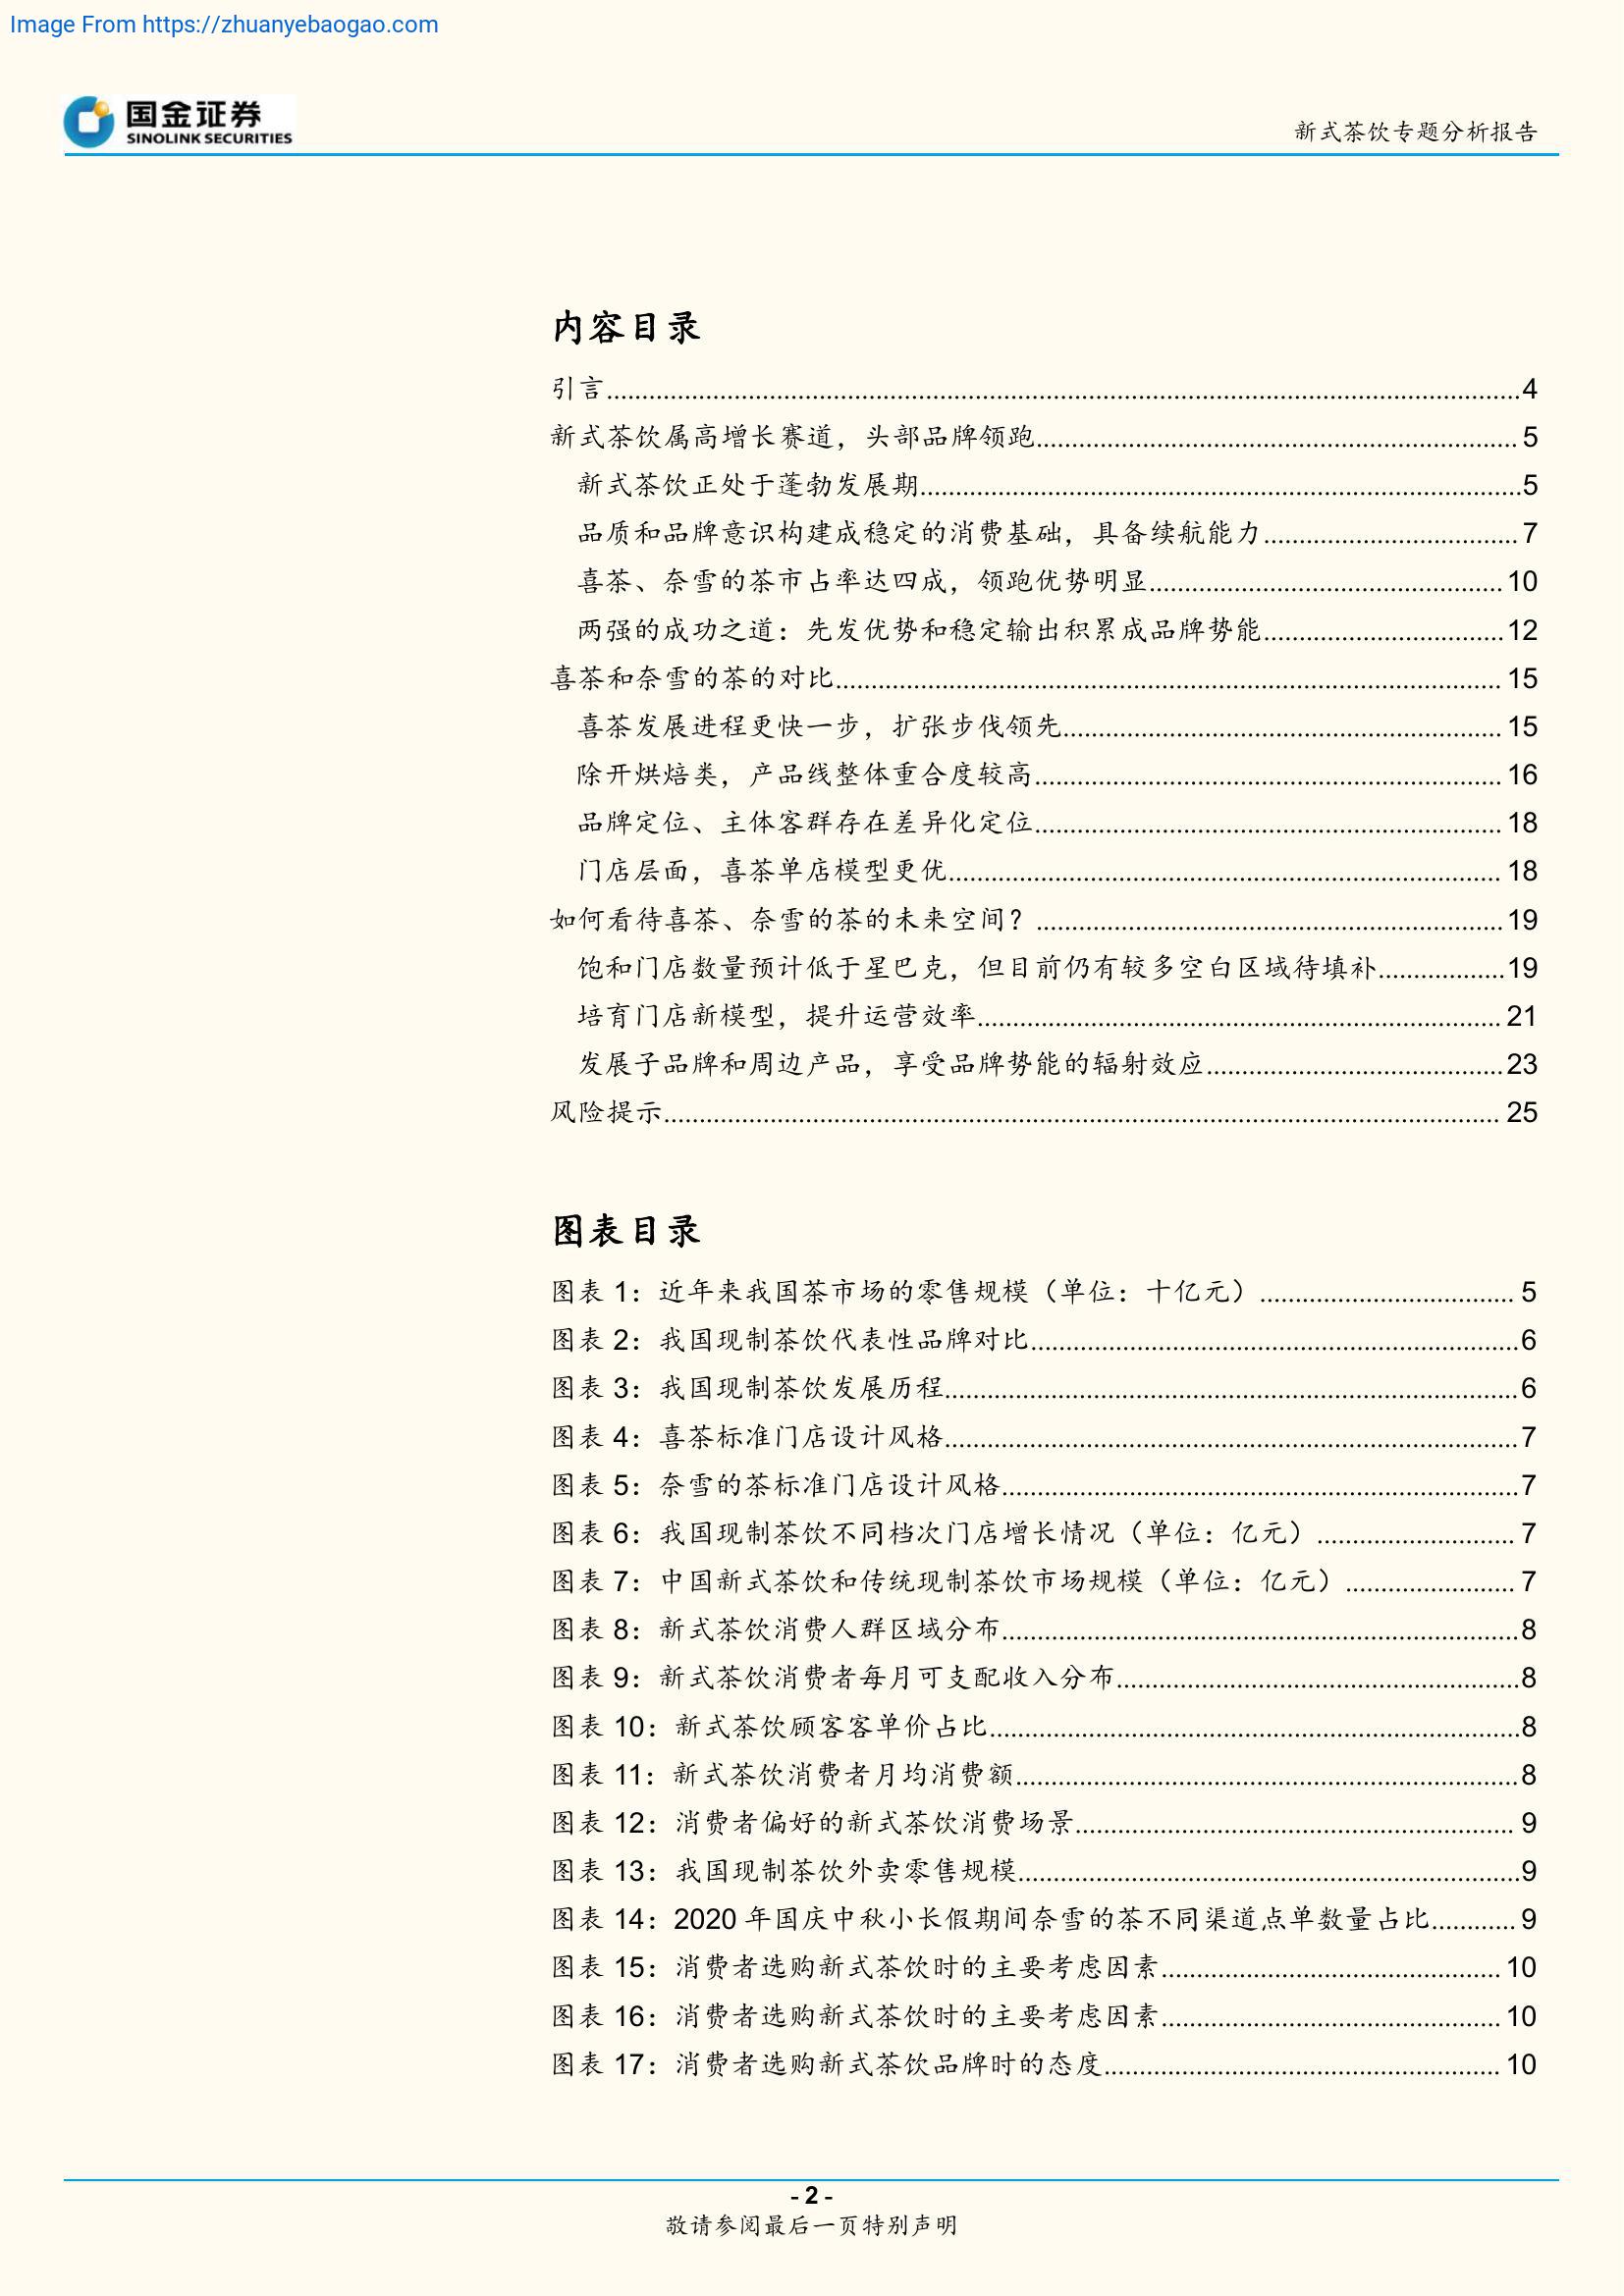 Image From https://zhuanyebaogao.com
国金证券
SINOLINK SECURITIES
新式茶饮专题分析报告
内容目录
引言....................4
新式茶饮属高增长赛道，头部品牌领跑....................5
新式茶饮正处于蓬勃发展期....................5
品质和品牌意识构建成稳定的消费基础，具备续航能力....................7
喜茶、奈雪的茶市占率达四成，领跑优势明显....................10
两强的成功之道：先发优势和稳定输出积累成品牌势能....................12
喜茶和奈雪的茶的对比....................15
喜茶发展进程更快一步，扩张步伐领先....................15
除开烘焙类，产品线整体重合度较高....................16
品牌定位、主体客群存在差异化定位....................18
门店层面，喜茶单店模型更优....................18
如何看待喜茶、奈雪的茶的未来空间？....................19
饱和门店数量预计低于星巴克，但目前仍有较多空白区域待填补....................19
培育门店新模型，提升运营效率....................21
发展子品牌和周边产品，享受品牌势能的辐射效应....................23
风险提示....................25
图表目录
图表 1：近年来我国茶市场的零售规模（单位：十亿元）....................5
图表 2：我国现制茶饮代表性品牌对比....................6
图表 3：我国现制茶饮发展历程....................6
图表 4：喜茶标准门店设计风格....................7
图表 5：奈雪的茶标准门店设计风格....................7
图表 6：我国现制茶饮不同档次门店增长情况（单位：亿元）....................7
图表 7：中国新式茶饮和传统现制茶饮市场规模（单位：亿元）....................7
图表 8：新式茶饮消费人群区域分布....................8
图表 9：新式茶饮消费者每月可支配收入分布....................8
图表 10：新式茶饮顾客客单价占比....................8
图表 11：新式茶饮消费者月均消费额....................8
图表 12：消费者偏好的新式茶饮消费场景....................9
图表 13：我国现制茶饮外卖零售规模....................9
图表 14：2020 年国庆中秋小长假期间奈雪的茶不同渠道点单数量占比............9
图表 15：消费者选购新式茶饮时的主要考虑因素....................10
图表 16：消费者选购新式茶饮时的主要考虑因素....................10
图表 17：消费者选购新式茶饮品牌时的态度....................10
- 2 -
敬请参阅最后一页特别声明